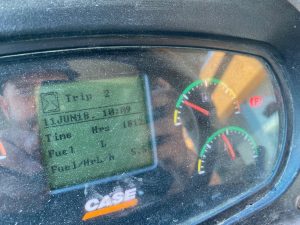 Trip 2
11JUN18, 10:09
Time Hrs
Fuel L
Fuel/Hr L/h
CASE